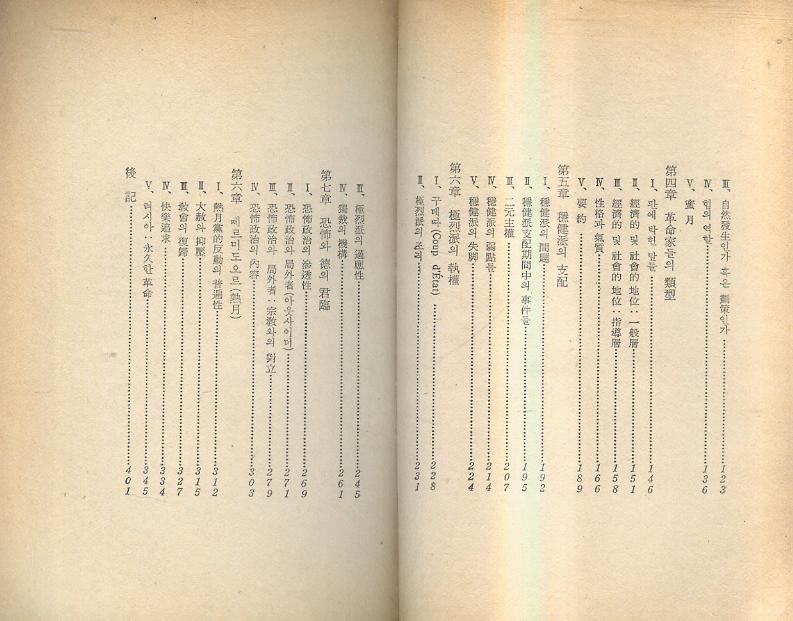 Ⅲ、自然發生인가 혹은 劃策인가 123
Ⅳ、힘의 역할 136
Ⅴ、蜜月
第四章 革命家들의 類型
Ⅰ、판에 박힌 말들 146
Ⅱ、經濟的 및 社會的 地位:一般層 151
Ⅲ、經濟的 및 社會的 地位:指導層 158
Ⅳ、性格과 氣質 166
Ⅴ、要約 189
第五章 穩健派의 支配
Ⅰ、穩健派의 問題 192
Ⅱ、穩健派支配期間中의 事件들 195
Ⅲ、二元主權 207
Ⅳ、穩健派의 弱點들 214
Ⅴ、穩健派의 失脚 224
第六章 極烈派의 執權
Ⅰ、쿠데타(Coup d'État) 228
Ⅱ、極烈派의 조직 231
Ⅲ、極烈派의 適應性 245
Ⅳ、獨裁의 機構 261
第七章 恐怖와 德의 君臨
Ⅰ、恐怖政治의 滲透性 269
Ⅱ、恐怖政治와 局外者(아웃사이더) 271
Ⅲ、恐怖政治와 局外者:宗敎와의 對立 279
Ⅳ、恐怖政治의 內容 303
第六章 떼르미도오르(熱月)
Ⅰ、熱月黨的反動의 普遍性 312
Ⅱ、大赦와 抑壓 315
Ⅲ、敎會의 復歸 327
Ⅳ、快樂追求 334
Ⅴ、러시아:永久한 革命 345
後記 401